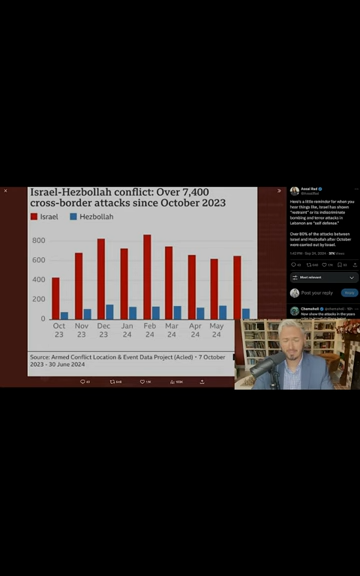 Israel-Hezbollah conflict: Over 7,400
cross-border attacks since October 2023
Israel Hezbollah
800
600
400
200
0
Oct Nov Dec Jan Feb Mar Apr May
23 23 23 24 24 24 24 24
Source: Armed Conflict Location & Event Data Project (Acled) - 7 October
2023 - 30 June 2024
Here's a little reminder for when you
hear things like, Israel has shown
"restraint" or its indiscriminate
bombing and terror attacks in
Lebanon are "self defense."
Over 80% of the attacks between
Israel and Hezbollah after October
were carried out by Israel.
Most relevant
Post your reply